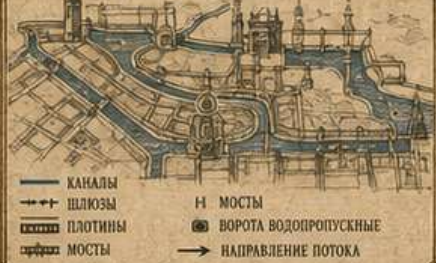 КАНАЛЫ
ШЛЮЗЫ
ПЛОТИНЫ
МОСТЫ
МОСТЫ
ВОРОТА ВОДОПРОПУСКНЫЕ
НАПРАВЛЕНИЕ ПОТОКА